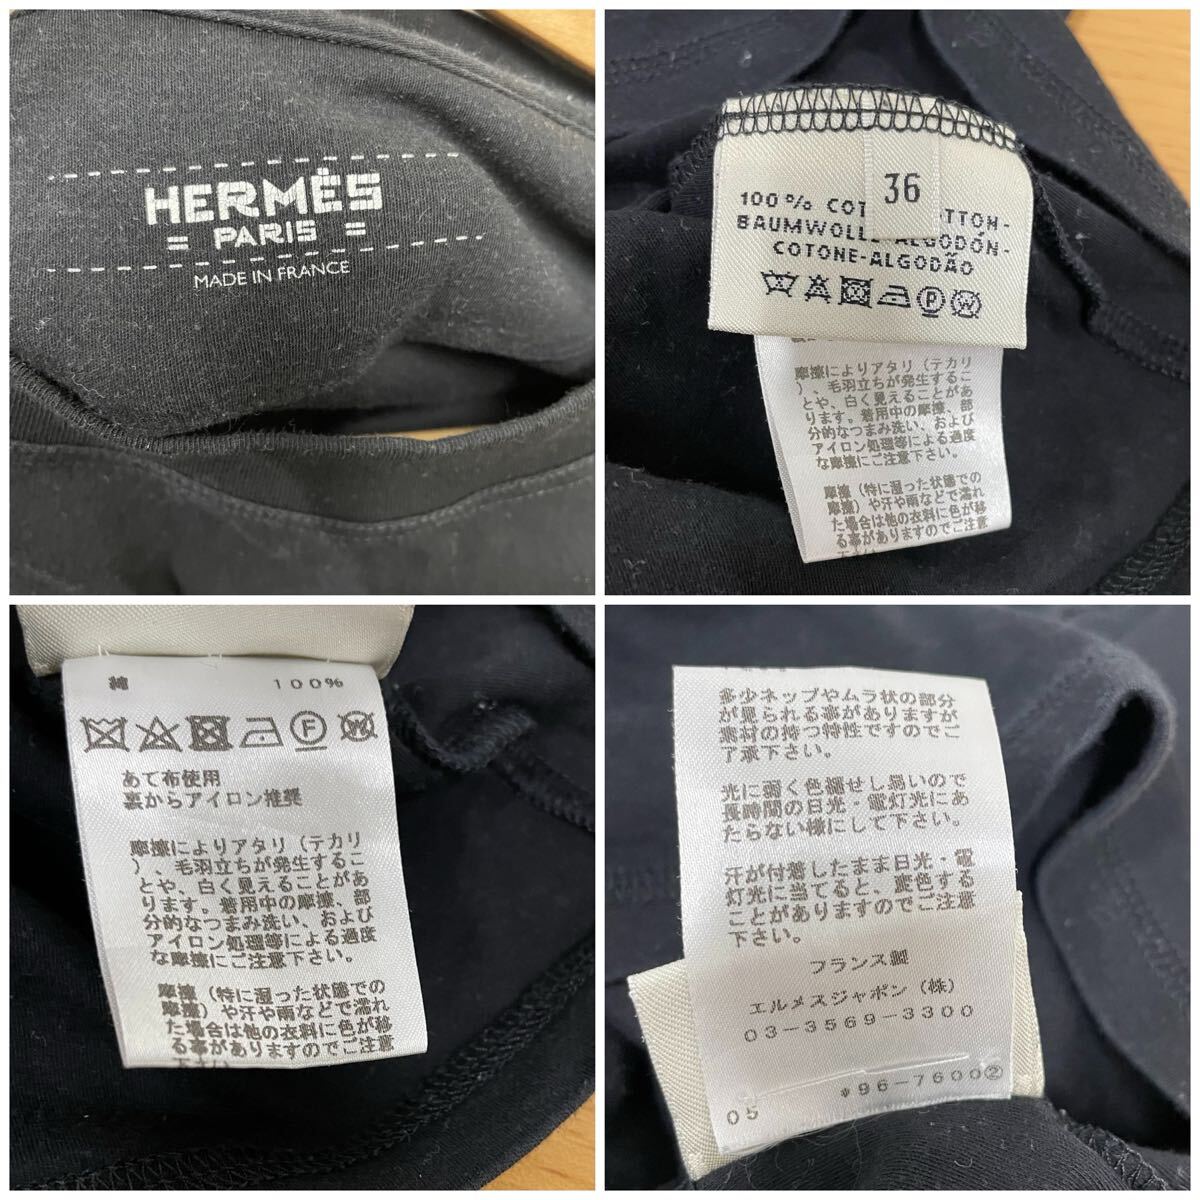 HERMÈS
= PARIS =
MADE IN FRANCE
36
100% COT TTON-
BAUMWOLLE-ALGODÓN-
COTONE-ALGODÃO
P W
摩擦によりアタリ（テカリ
）、毛羽立ちが発生するこ
とや、白く見えることがあ
ります。着用中の摩擦、部
分的なつまみ洗い、および
アイロン処理等による過度
な摩擦にご注意下さい。
摩擦（特に湿った状態での
摩擦）や汗や雨などで濡れ
た場合は他の衣料に色が移
る事がありますのでご注意
下さい
綿 100%
F W
あて布使用
裏からアイロン推奨
摩擦によりアタリ（テカリ
）、毛羽立ちが発生するこ
とや、白く見えることがあ
ります。着用中の摩擦、部
分的なつまみ洗い、および
アイロン処理等による過度
な摩擦にご注意下さい。
摩擦（特に湿った状態での
摩擦）や汗や雨などで濡れ
た場合は他の衣料に色が移
る事がありますのでご注意
下さい
多少ネップやムラ状の部分
が見られる事がありますが
素材の持つ特性ですのでご
了承下さい。
光に弱く色褪せし易いので
長時間の日光・電灯光にあ
たらない様にして下さい。
汗が付着したまま日光・電
灯光に当てると、変色する
ことがありますのでご注意
下さい。
フランス製
エルメスジャポン（株）
03-3569-3300
*96-7600②
05